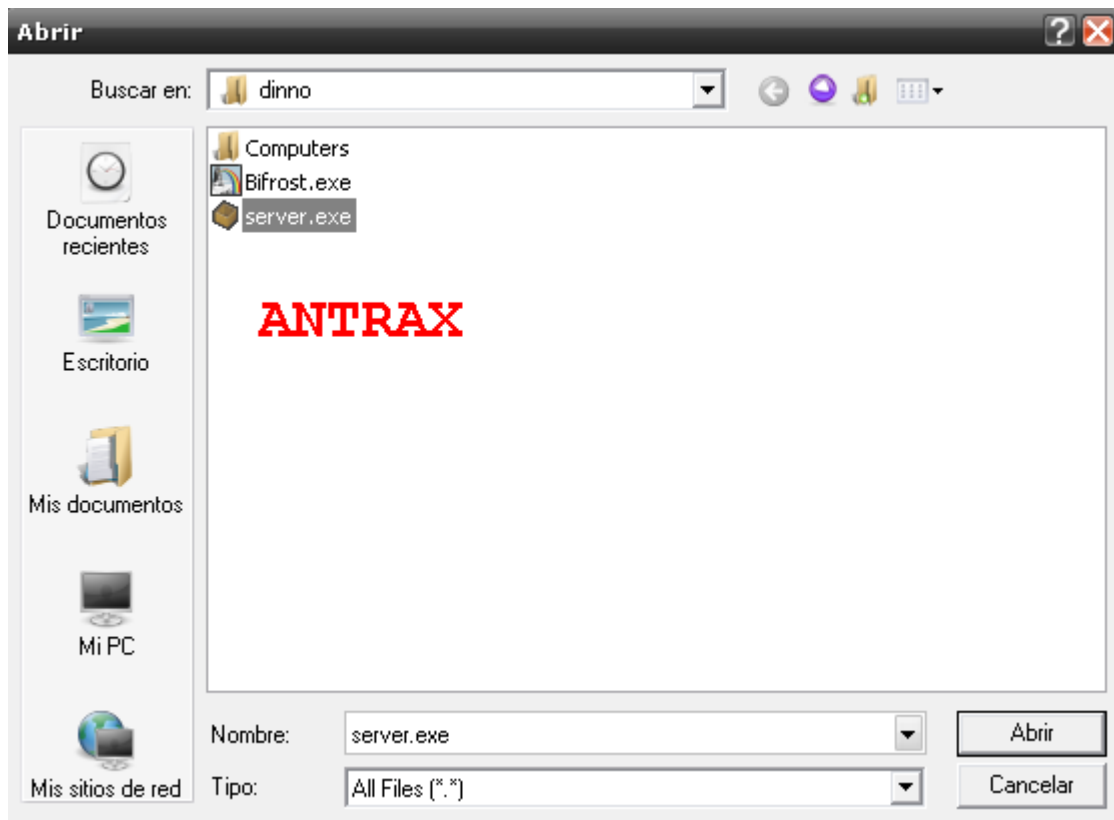 Abrir
Buscar en: dinno
Computers
Bifrost.exe
server.exe
ANTRAX
Documentos
recientes
Escritorio
Mis documentos
Mi PC
Mis sitios de red
Nombre: server.exe Abrir
Tipo: All Files (*.*) Cancelar